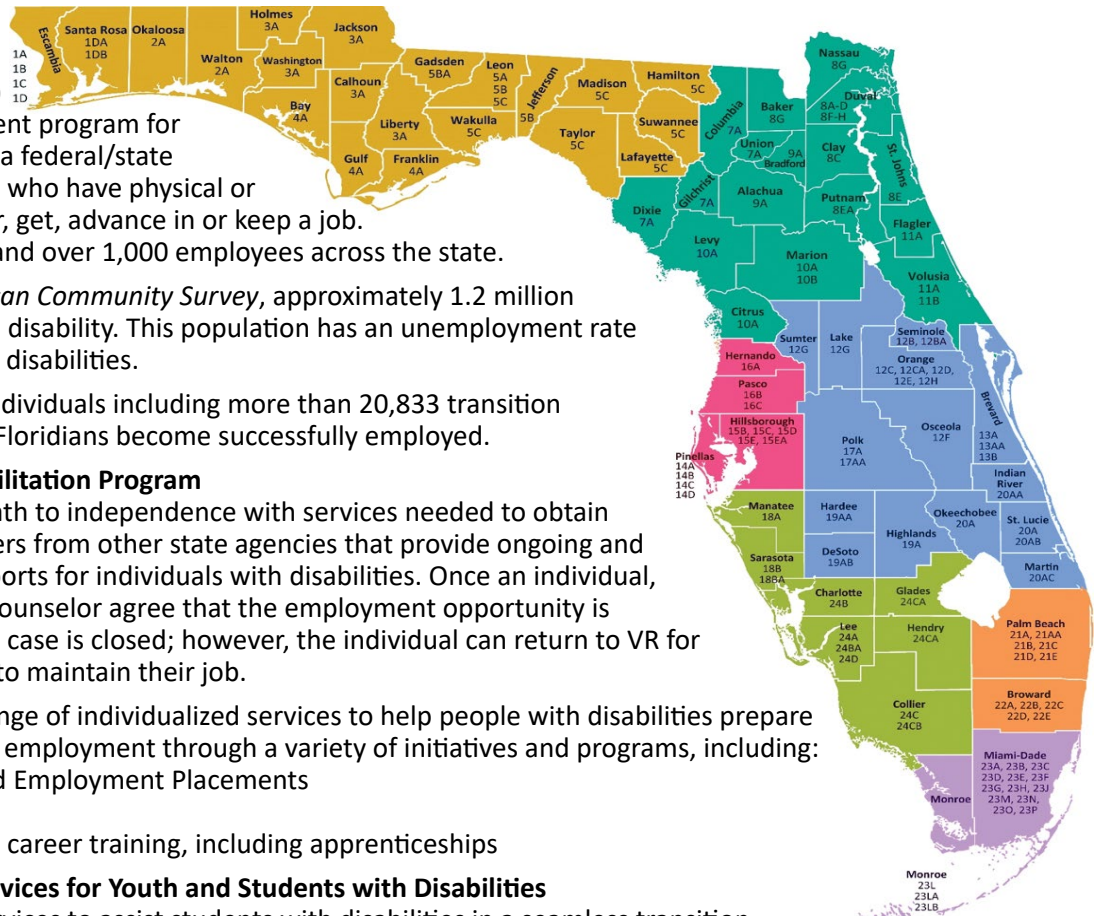 Holmes
3A
Jackson
3A
Santa Rosa
1DA
1DB
Okaloosa
2A
Escambia
1A
1B
1C
1D
Walton
2A
Washington
3A
Bay
4A
Calhoun
3A
Gulf
4A
Liberty
3A
Franklin
4A
Gadsden
5BA
Leon
5A
5B
5C
Wakulla
5C
Jefferson
5B
Madison
5C
Taylor
5C
Hamilton
5C
Suwannee
5C
Lafayette
5C
Columbia
7A
Baker
8G
Nassau
8G
Duval
8A-D
8F-H
Union
7A
9A
Bradford
Clay
8C
St. Johns
8E
Gilchrist
7A
Alachua
9A
Putnam
8EA
Dixie
7A
Flagler
11A
Levy
10A
Marion
10A
10B
Volusia
11A
11B
Citrus
10A
Sumter
12G
Lake
12G
Seminole
12B, 12BA
Orange
12C, 12CA, 12D,
12E, 12H
Hernando
16A
Pasco
16B
16C
Hillsborough
15B, 15C, 15D
15E, 15EA
Pinellas
14A
14B
14C
14D
Polk
17A
17AA
Osceola
12F
Brevard
13A
13AA
13B
Indian
River
20AA
Manatee
18A
Hardee
19AA
Highlands
19A
Okeechobee
20A
St. Lucie
20A
20AB
Sarasota
18B
18BA
DeSoto
19AB
Martin
20AC
Charlotte
24B
Glades
24CA
Lee
24A
24BA
24D
Hendry
24CA
Palm Beach
21A, 21AA
21B, 21C
21D, 21E
Collier
24C
24CB
Broward
22A, 22B, 22C
22D, 22E
Miami-Dade
23A, 23B, 23C
23D, 23E, 23F
23G, 23H, 23J
23M, 23N,
23O, 23P
Monroe
Monroe
23L
23LA
23LB
ent program for
a federal/state
who have physical or
, get, advance in or keep a job.
and over 1,000 employees across the state.
can Community Survey, approximately 1.2 million
disability. This population has an unemployment rate
disabilities.
ndividuals including more than 20,833 transition
Floridians become successfully employed.
ilitation Program
ath to independence with services needed to obtain
ers from other state agencies that provide ongoing and
ports for individuals with disabilities. Once an individual,
ounselor agree that the employment opportunity is
case is closed; however, the individual can return to VR for
to maintain their job.
nge of individualized services to help people with disabilities prepare
employment through a variety of initiatives and programs, including:
d Employment Placements
career training, including apprenticeships
rvices for Youth and Students with Disabilities
rvices to assist students with disabilities in a seamless transition